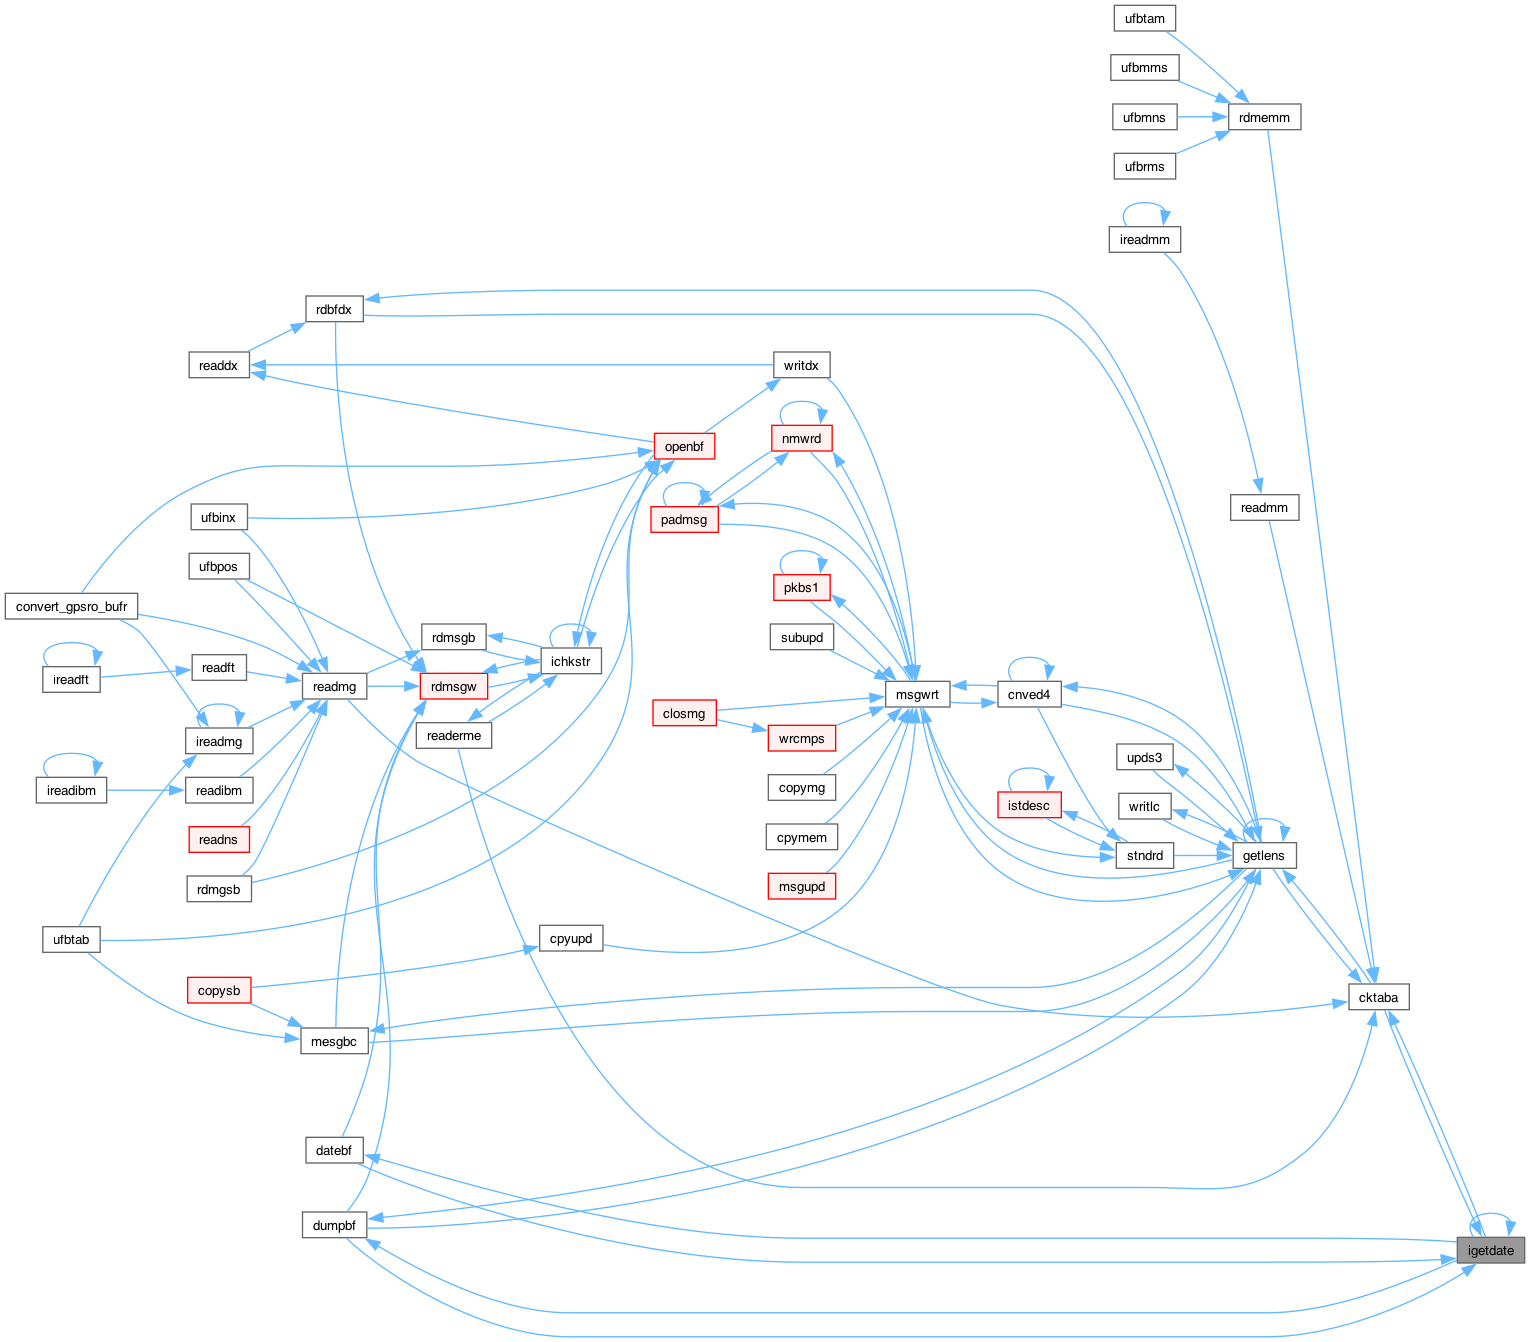 ufbtam
ufbmms
rdmemm
ufbmns
ufbrms
ireadmm
rdbfdx
readdx
writdx
openbf
nmwrd
readmm
ufbinx
padmsg
ufbpos
pkbs1
convert_gpsro_bufr
rdmsgb
subupd
ichkstr
readft
ireadft
readmg
rdmsgw
msgwrt
cnved4
closmg
ireadmg
readerme
wrcmps
upds3
ireadibm
readibm
copymg
istdesc
writlc
readns
cpymem
stndrd
getlens
rdmgsb
msgupd
ufbtab
cpyupd
copysb
cktaba
mesgbc
datebf
dumpbf
igetdate